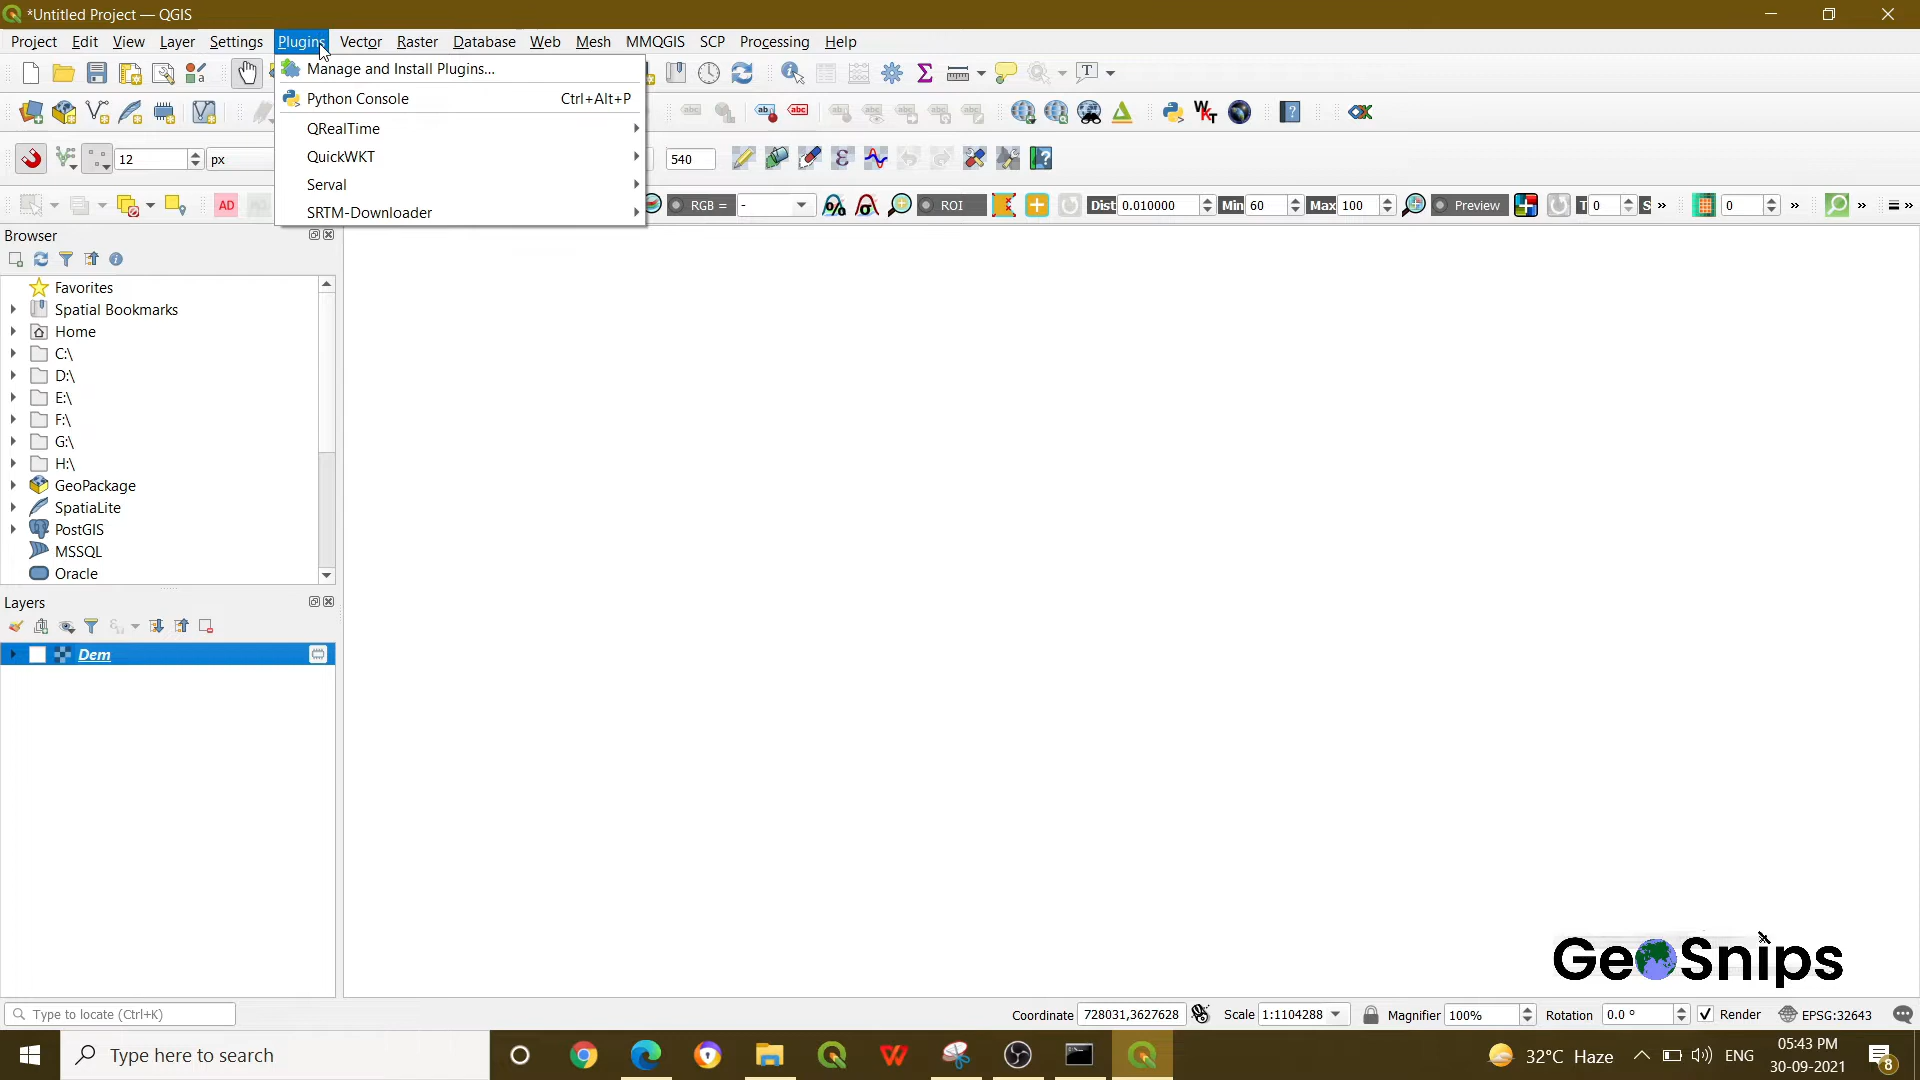 *Untitled Project — QGIS
Project Edit View Layer Settings Plugins Vector Raster Database Web Mesh MMQGIS SCP Processing Help
Manage and Install Plugins...
Python Console Ctrl+Alt+P
QRealTime
QuickWKT
Serval
SRTM-Downloader
12 px 540
AD RGB = - ROI Dist 0.010000 Min 60 Max 100 Preview T 0 S » 0 » » »
Browser
Favorites
Spatial Bookmarks
Home
C:\
D:\
E:\
F:\
G:\
H:\
GeoPackage
SpatiaLite
PostGIS
MSSQL
Oracle
Layers
Dem
GeoSnips
Type to locate (Ctrl+K)
Coordinate 728031,3627628 Scale 1:1104288 Magnifier 100% Rotation 0.0 ° Render EPSG:32643
Type here to search
32°C Haze ENG 05:43 PM
30-09-2021
8